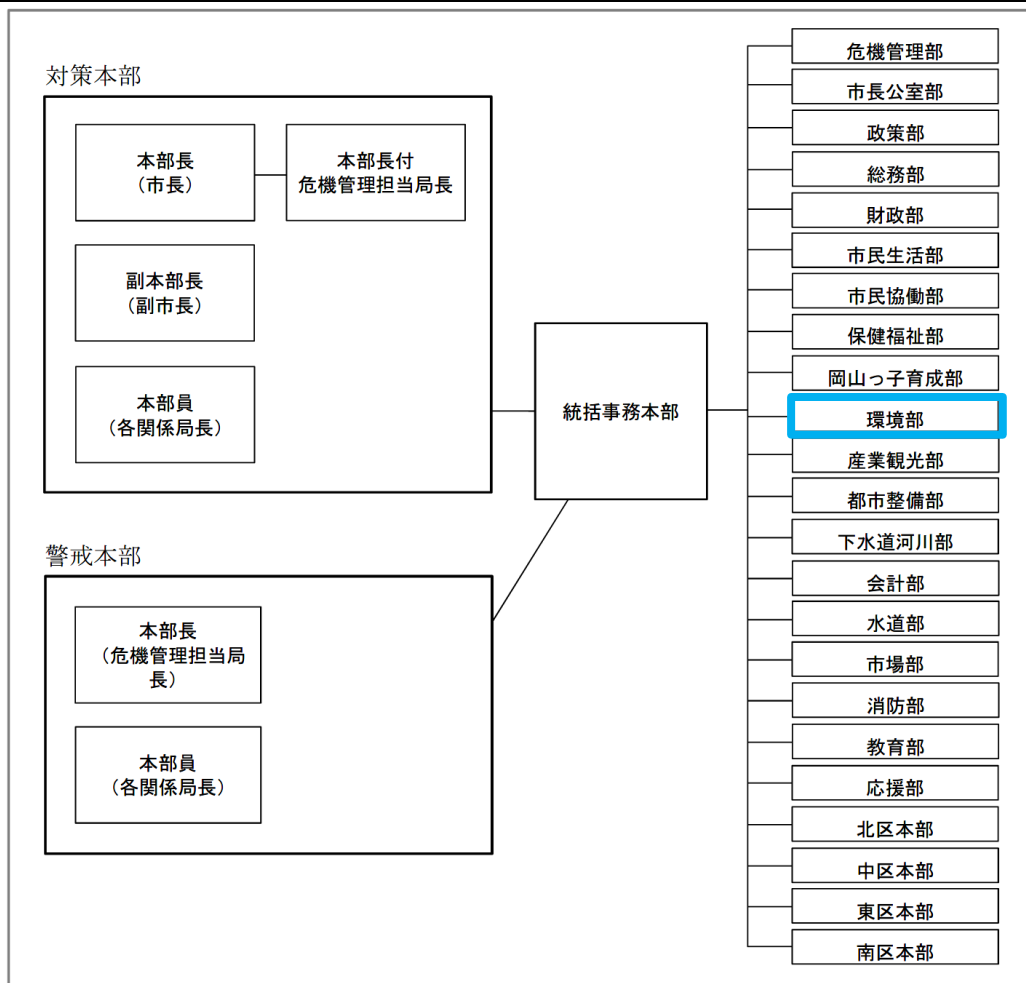 対策本部
本部長
（市長）
本部長付
危機管理担当局長
副本部長
（副市長）
本部員
（各関係局長）
警戒本部
本部長
（危機管理担当局
長）
本部員
（各関係局長）
統括事務本部
危機管理部
市長公室部
政策部
総務部
財政部
市民生活部
市民協働部
保健福祉部
岡山っ子育成部
環境部
産業観光部
都市整備部
下水道河川部
会計部
水道部
市場部
消防部
教育部
応援部
北区本部
中区本部
東区本部
南区本部